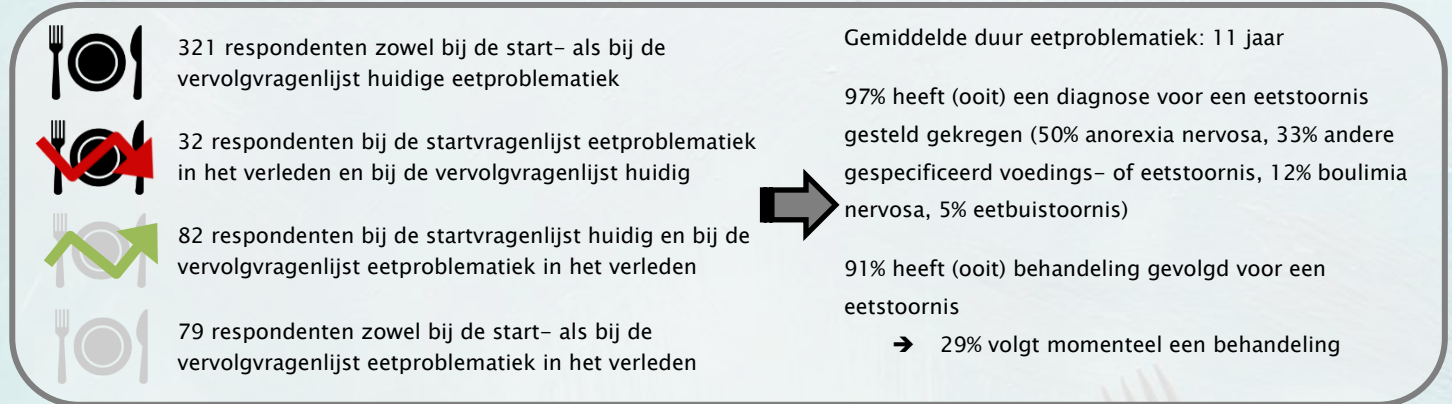 321 respondenten zowel bij de start- als bij de
vervolgvragenlijst huidige eetproblematiek
32 respondenten bij de startvragenlijst eetproblematiek
in het verleden en bij de vervolgvragenlijst huidig
82 respondenten bij de startvragenlijst huidig en bij de
vervolgvragenlijst eetproblematiek in het verleden
79 respondenten zowel bij de start- als bij de
vervolgvragenlijst eetproblematiek in het verleden
Gemiddelde duur eetproblematiek: 11 jaar
97% heeft (ooit) een diagnose voor een eetstoornis
gesteld gekregen (50% anorexia nervosa, 33% andere
gespecificeerd voedings- of eetstoornis, 12% boulimia
nervosa, 5% eetbuistoornis)
91% heeft (ooit) behandeling gevolgd voor een
eetstoornis
➔ 29% volgt momenteel een behandeling